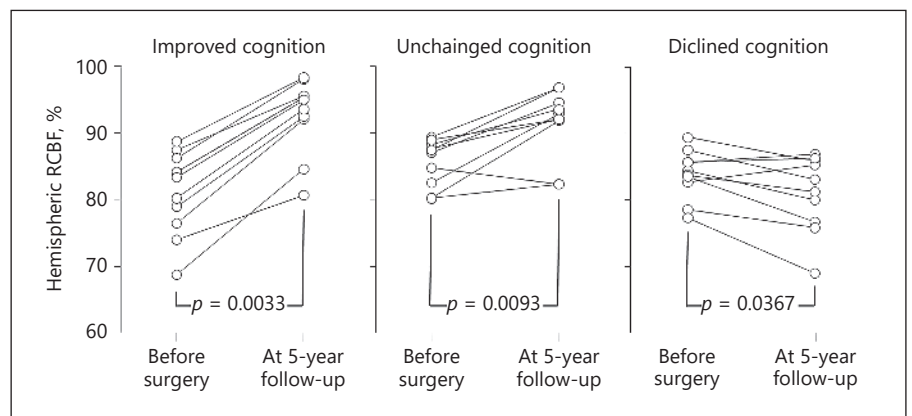 Improved cognition
Unchainged cognition
Diclined cognition
Hemispheric RCBF, %
100
90
80
70
60
p = 0.0033
p = 0.0093
p = 0.0367
Before surgery
At 5-year follow-up
Before surgery
At 5-year follow-up
Before surgery
At 5-year follow-up